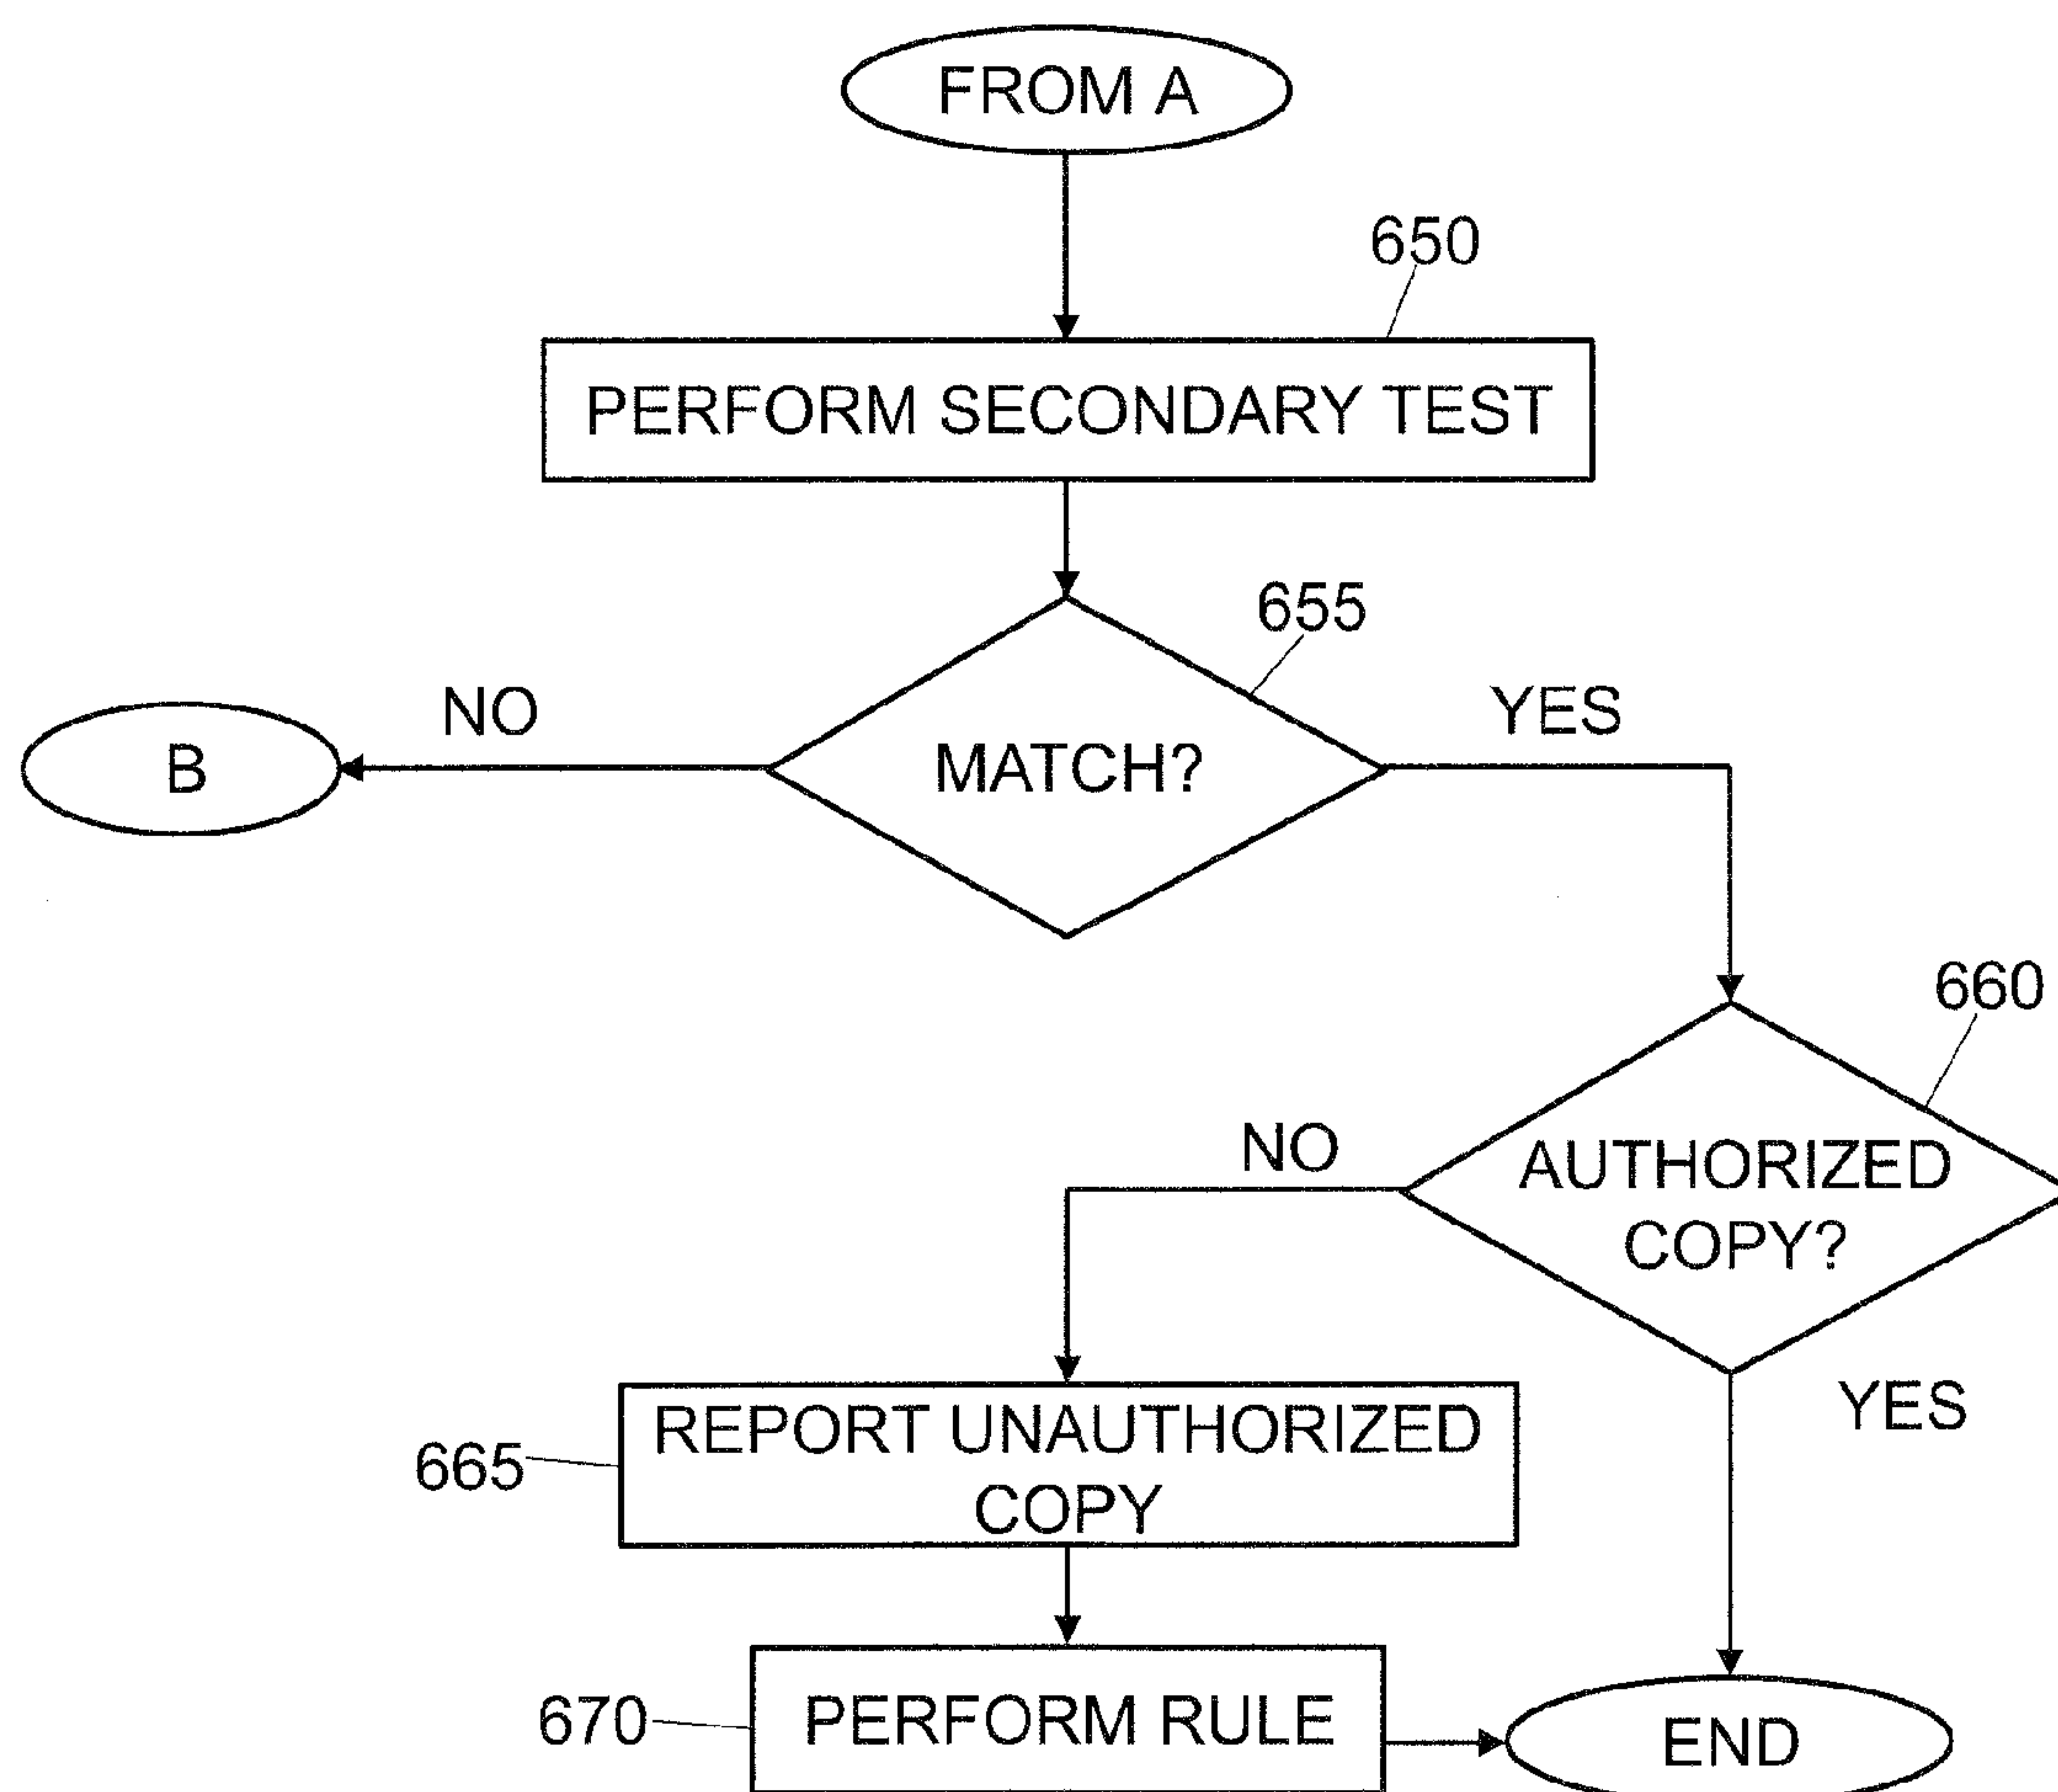 FROM A
650
PERFORM SECONDARY TEST
655
NO
YES
B
MATCH?
660
NO
AUTHORIZED
COPY?
YES
REPORT UNAUTHORIZED
COPY
665
670
PERFORM RULE
END